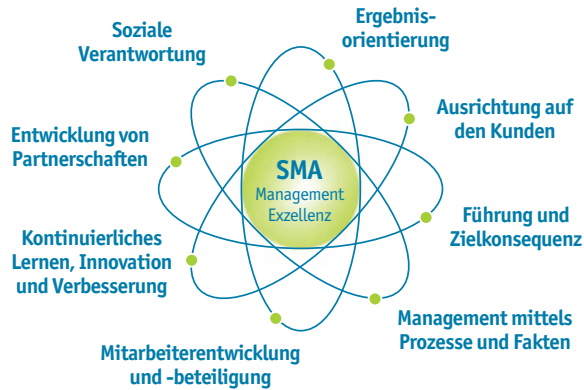 Ergebnis-
orientierung
Ausrichtung auf
den Kunden
Führung und
Zielkonsequenz
Management mittels
Prozesse und Fakten
Mitarbeiterentwicklung
und -beteiligung
Kontinuierliches
Lernen, Innovation
und Verbesserung
Entwicklung von
Partnerschaften
Soziale
Verantwortung
SMA
Management
Exzellenz